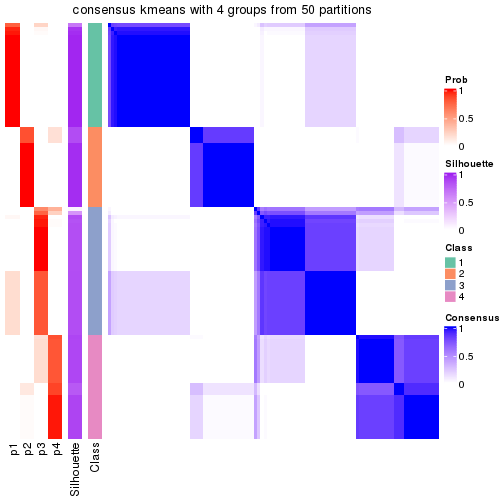 consensus kmeans with 4 groups from 50 partitions
Prob
1
0.5
0
Silhouette
1
0.5
0
Class
1
2
3
4
Consensus
1
0.5
0
p1
p2
p3
p4
Silhouette
Class